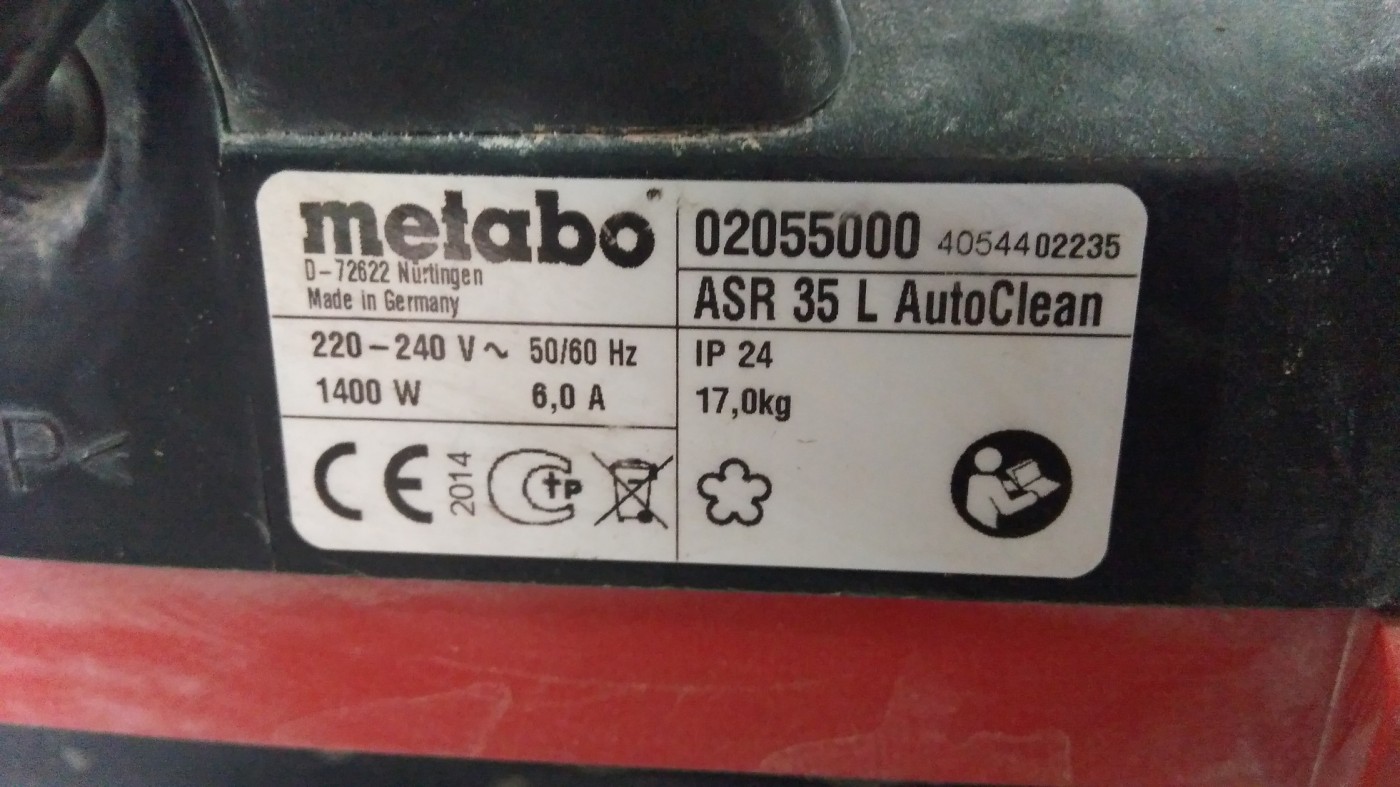 metabo
D-72622 Nürtingen
Made in Germany
02055000 4054402235
ASR 35 L AutoClean
220-240 V~ 50/60 Hz
1400 W 6,0 A
IP 24
17,0kg
CE 2014
P<